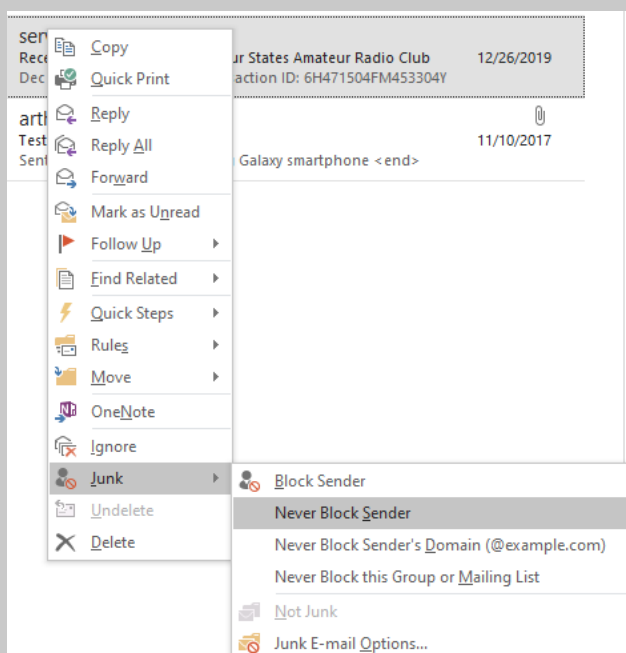 ser
Rece ur States Amateur Radio Club 12/26/2019
Dec action ID: 6H471504FM453304Y
art
Test 11/10/2017
Sent Galaxy smartphone <end>
Copy
Quick Print
Reply
Reply All
Forward
Mark as Unread
Follow Up
Find Related
Quick Steps
Rules
Move
OneNote
Ignore
Junk
Undelete
Delete
Block Sender
Never Block Sender
Never Block Sender's Domain (@example.com)
Never Block this Group or Mailing List
Not Junk
Junk E-mail Options...